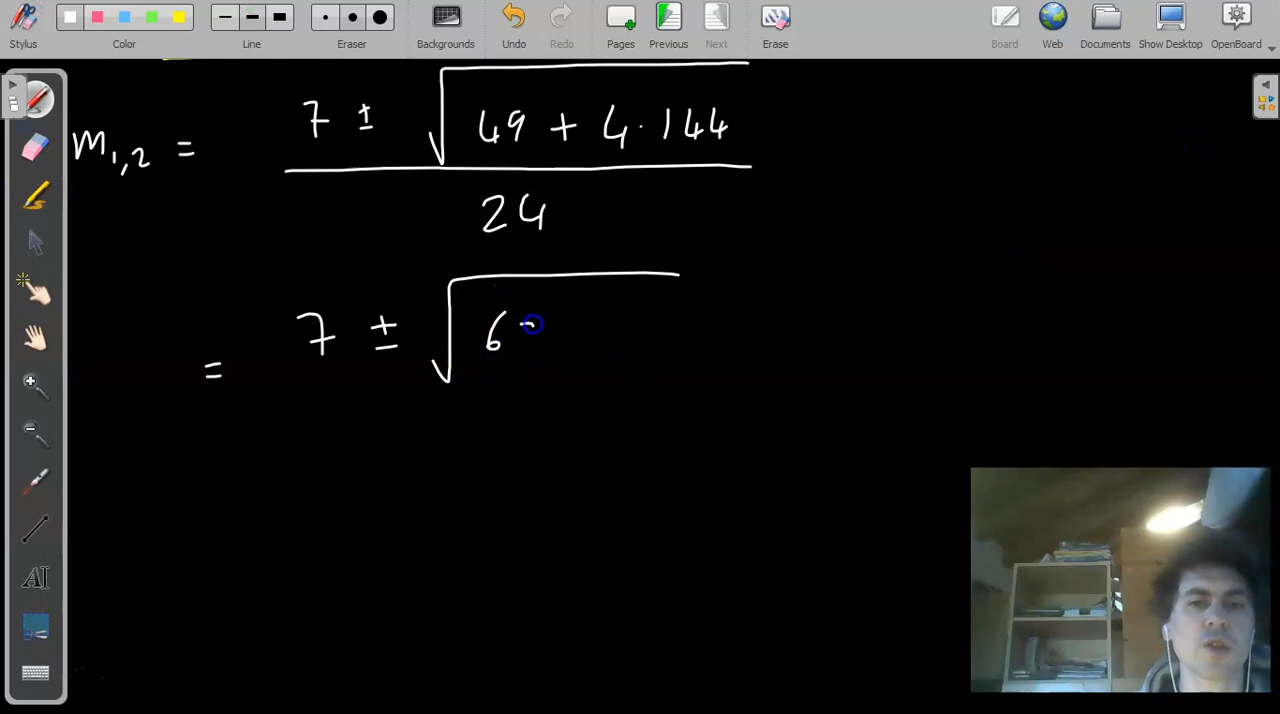 Stylus Color Line Eraser Backgrounds Undo Redo Pages Previous Next Erase Board Web Documents Show Desktop OpenBoard
7 ± √49 + 4·144
m1,2 =
24
= 7 ± √6